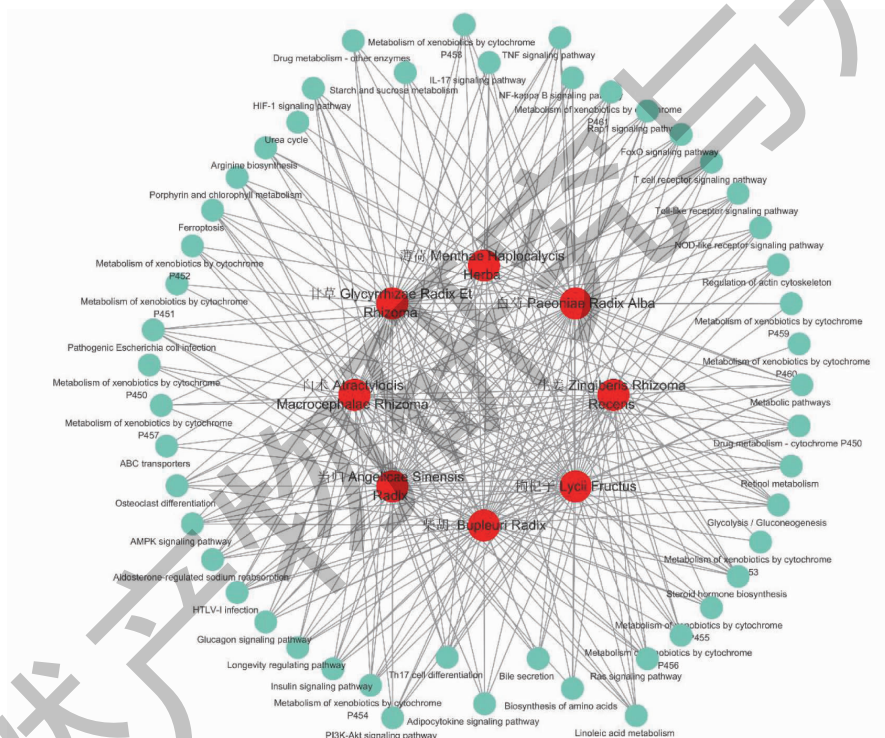 Metabolism of xenobiotics by cytochrome
P458
TNF signaling pathway
Drug metabolism - other enzymes
IL-17 signaling pathway
Starch and sucrose metabolism
NF-kappa B signaling
HIF-1 signaling pathway
Metabolism of xenobiotics by
P461
Rap1 signaling
Urea cycle
FoxO signaling pathway
Arginine biosynthesis
T cell receptor signaling pathway
Porphyrin and chlorophyll metabolism
Toll-like receptor signaling pathway
Ferroptosis
NOD-like receptor signaling pathway
Metabolism of xenobiotics by cytochrome
P452
Regulation of actin cytoskeleton
Metabolism of xenobiotics by cytochrome
P451
Metabolism of xenobiotics by cytochrome
P459
Pathogenic Escherichia coli infection
Metabolism of xenobiotics by cytochrome
P460
Metabolism of xenobiotics by cytochrome
P450
Metabolic pathways
Metabolism of xenobiotics by cytochrome
P457
Drug metabolism - cytochrome P450
ABC transporters
Retinol metabolism
Osteoclast differentiation
Glycolysis / Gluconeogenesis
AMPK signaling pathway
Metabolism of xenobiotics by cytochrome
53
Aldosterone-regulated sodium reabsorption
Steroid hormone biosynthesis
HTLV-I infection
Metabolism of xenobiotics by cytochrome
P455
Glucagon signaling pathway
Metabolism of xenobiotics by cytochrome
P456
Longevity regulating pathway
Th17 cell differentiation
Bile secretion
Ras signaling pathway
Insulin signaling pathway
Metabolism of xenobiotics by cytochrome
P454
Biosynthesis of amino acids
Adipocytokine signaling pathway
PI3K-Akt signaling pathway
Linoleic acid metabolism
薄荷 Menthae Haplocalycis
Herba
甘草 Glycyrrhizae Radix Et
Rhizoma
白芍 Paeoniae Radix Alba
白术 Atractylodis
Macrocephalae Rhizoma
生姜 Zingiberis Rhizoma
Recens
当归 Angelicae Sinensis
Radix
枸杞子 Lycii Fructus
柴胡 Bupleuri Radix